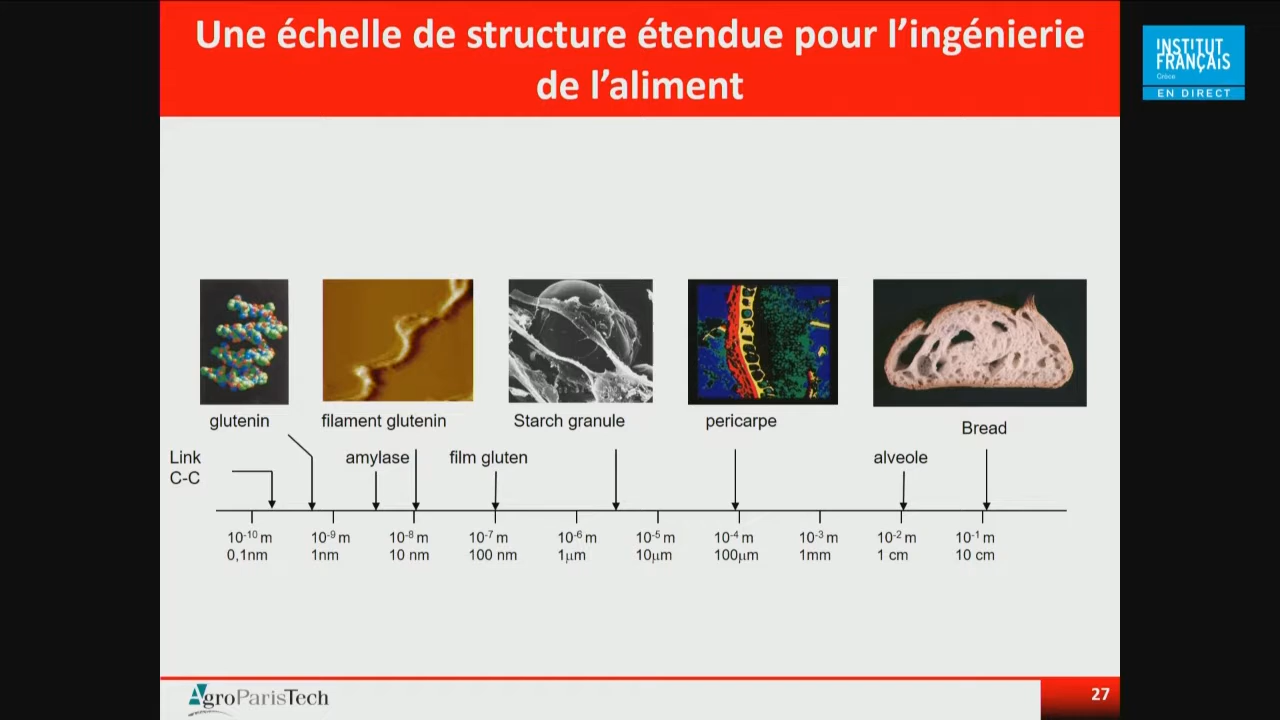 Une échelle de structure étendue pour l’ingénierie
de l’aliment
INSTITUT
FRANÇAIS
Grèce
EN DIRECT
glutenin
filament glutenin
Starch granule
pericarpe
Bread
Link
C-C
amylase
film gluten
alveole
10-10 m
0,1nm
10-9 m
1nm
10-8 m
10 nm
10-7 m
100 nm
10-6 m
1µm
10-5 m
10µm
10-4 m
100µm
10-3 m
1mm
10-2 m
1 cm
10-1 m
10 cm
AgroParisTech
27